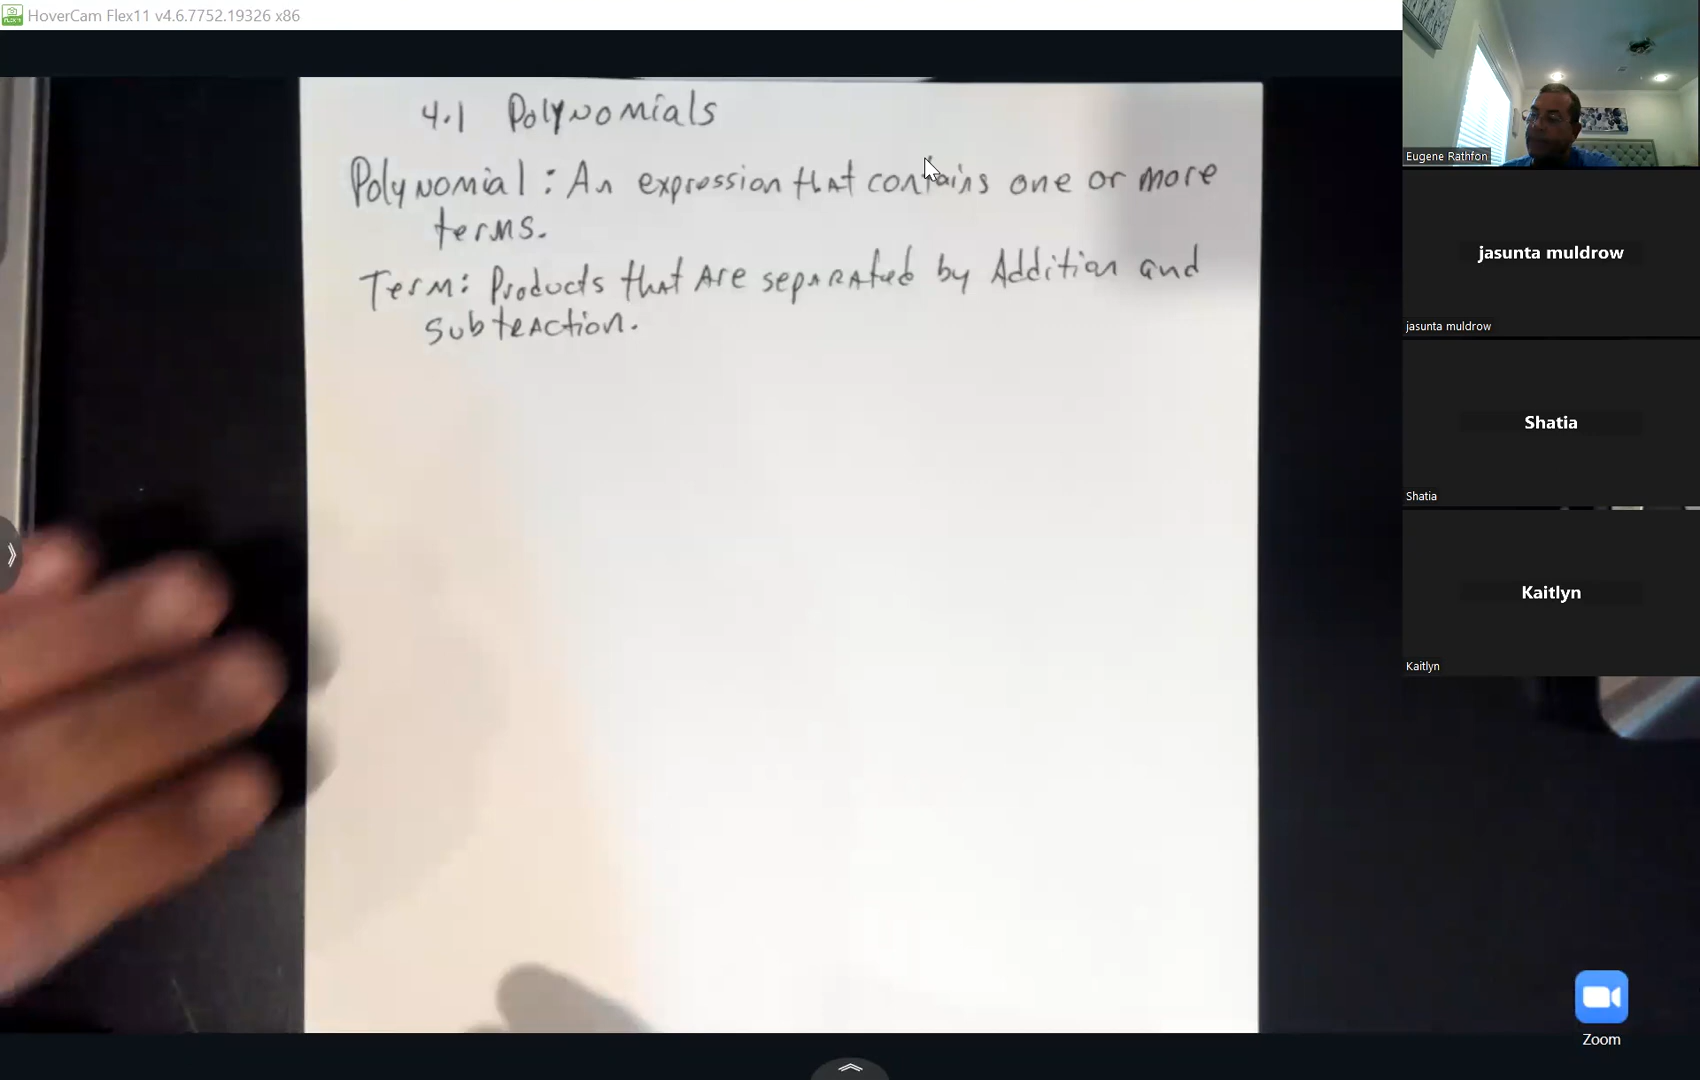 HoverCam Flex11 v4.6.7752.19326 x86
4.1 Polynomials
Polynomial: An expression that contains one or more
terms.
Term: Products that are separated by Addition and
subtraction.
Eugene Rathfon
jasunta muldrow
jasunta muldrow
Shatia
Shatia
Kaitlyn
Kaitlyn
Zoom